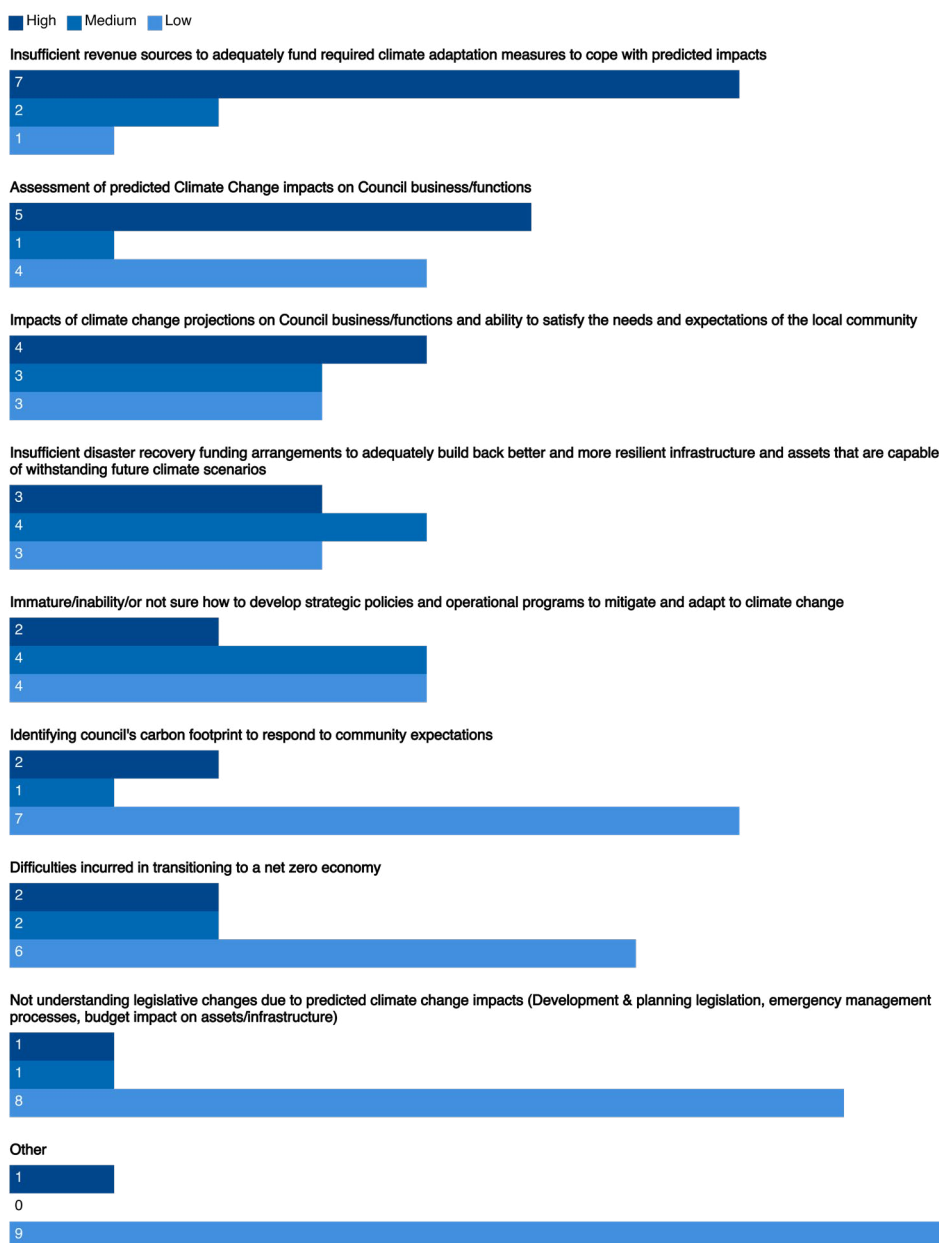 High Medium Low
Insufficient revenue sources to adequately fund required climate adaptation measures to cope with predicted impacts
7
2
1
Assessment of predicted Climate Change impacts on Council business/functions
5
1
4
Impacts of climate change projections on Council business/functions and ability to satisfy the needs and expectations of the local community
4
3
3
Insufficient disaster recovery funding arrangements to adequately build back better and more resilient infrastructure and assets that are capable
of withstanding future climate scenarios
3
4
3
Immature/inability/or not sure how to develop strategic policies and operational programs to mitigate and adapt to climate change
2
4
4
Identifying council's carbon footprint to respond to community expectations
2
1
7
Difficulties incurred in transitioning to a net zero economy
2
2
6
Not understanding legislative changes due to predicted climate change impacts (Development & planning legislation, emergency management
processes, budget impact on assets/infrastructure)
1
1
8
Other
1
0
9